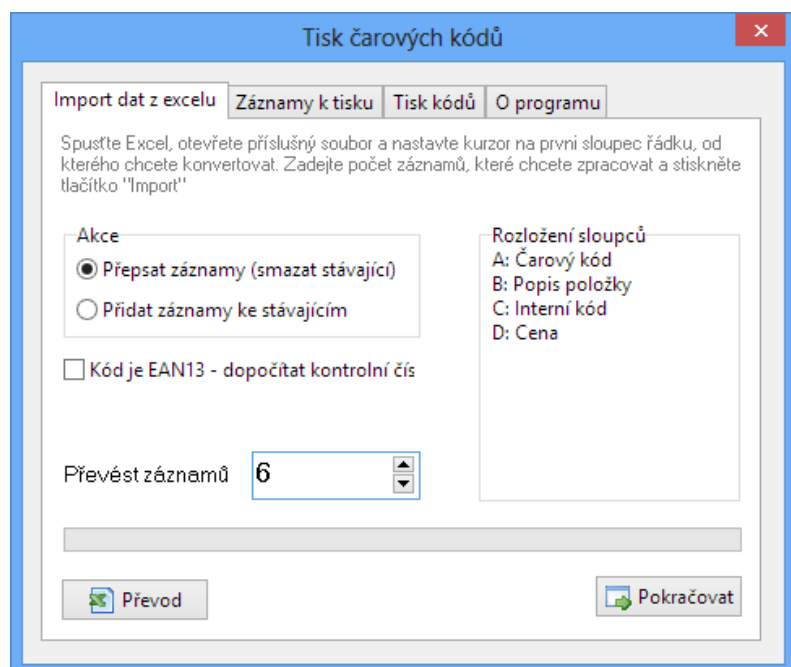 Tisk čarových kódů
Import dat z excelu
Záznamy k tisku
Tisk kódů
O programu
Spusťte Excel, otevřete příslušný soubor a nastavte kurzor na prvni sloupec řádku, od
kterého chcete konvertovat. Zadejte počet záznamů, které chcete zpracovat a stiskněte
tlačítko "Import"
Akce
Přepsat záznamy (smazat stávající)
Přidat záznamy ke stávajícím
Kód je EAN13 - dopočítat kontrolní čís
Rozložení sloupců
A: Čarový kód
B: Popis položky
C: Interní kód
D: Cena
Převést záznamů 6
Převod
Pokračovat